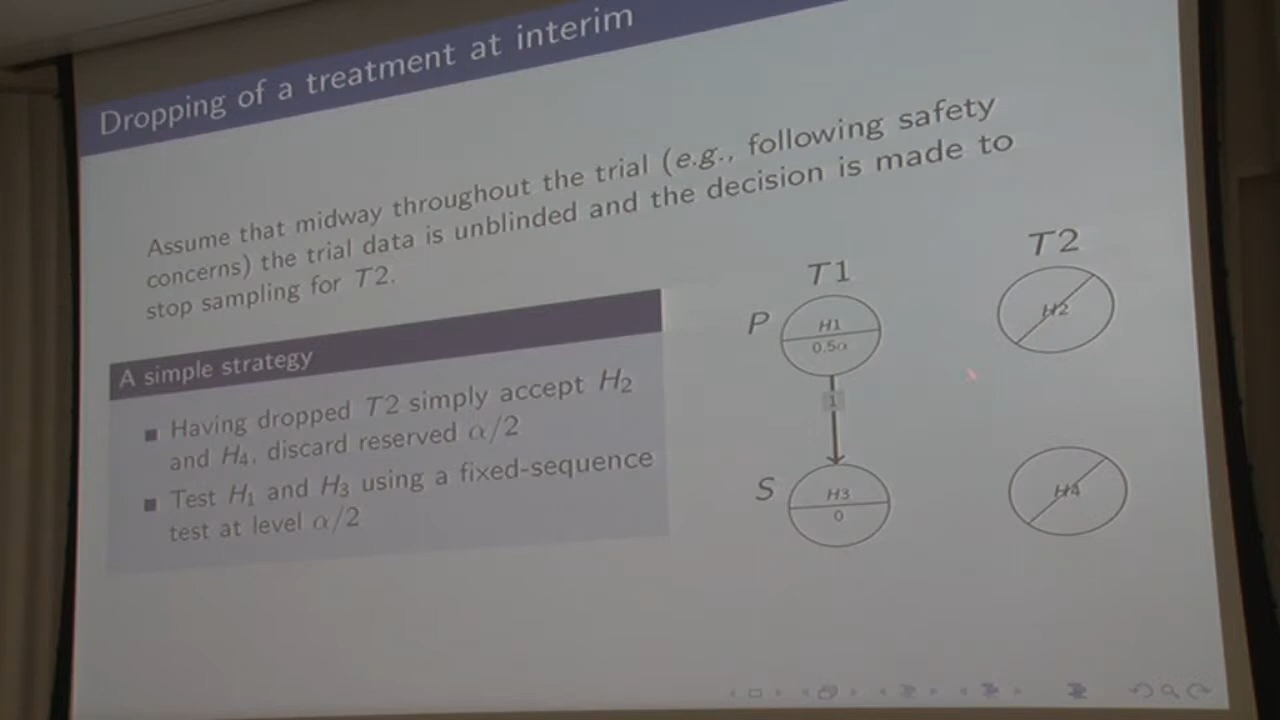 Dropping of a treatment at interim
Assume that midway throughout the trial (e.g., following safety
concerns) the trial data is unblinded and the decision is made to
stop sampling for T2.
A simple strategy
Having dropped T2 simply accept H2
and H4, discard reserved α/2
Test H1 and H3 using a fixed-sequence
test at level α/2
T1
T2
P
H1
0.5α
H2
1
S
H3
0
H4